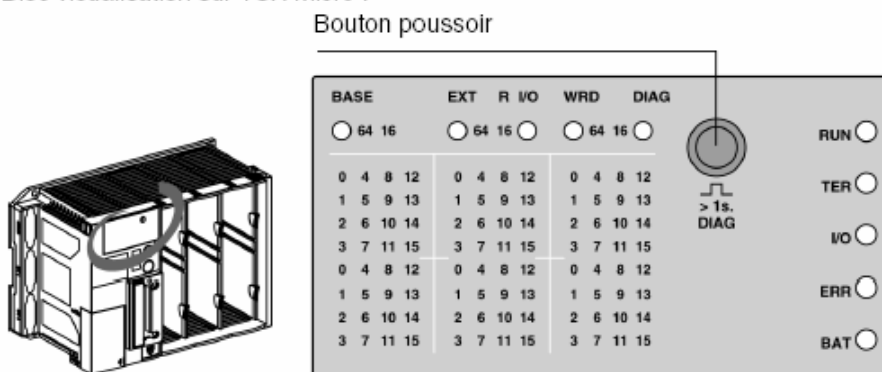 Bouton poussoir
BASE EXT R I/O WRD DIAG
64 16 64 16 64 16
0 4 8 12 0 4 8 12 0 4 8 12
1 5 9 13 1 5 9 13 1 5 9 13
2 6 10 14 2 6 10 14 2 6 10 14
3 7 11 15 3 7 11 15 3 7 11 15
0 4 8 12 0 4 8 12 0 4 8 12
1 5 9 13 1 5 9 13 1 5 9 13
2 6 10 14 2 6 10 14 2 6 10 14
3 7 11 15 3 7 11 15 3 7 11 15
> 1s.
DIAG
RUN
TER
I/O
ERR
BAT